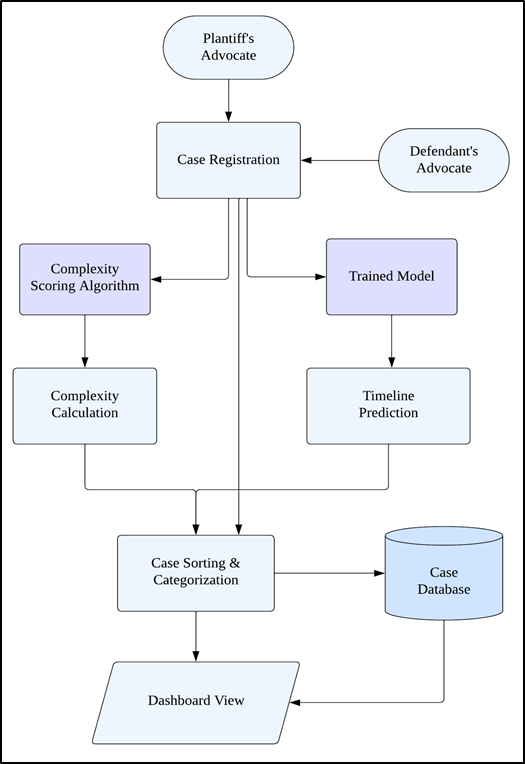 Plantiff's
Advocate
Case Registration
Defendant's
Advocate
Complexity
Scoring Algorithm
Trained Model
Complexity
Calculation
Timeline
Prediction
Case Sorting &
Categorization
Case
Database
Dashboard View